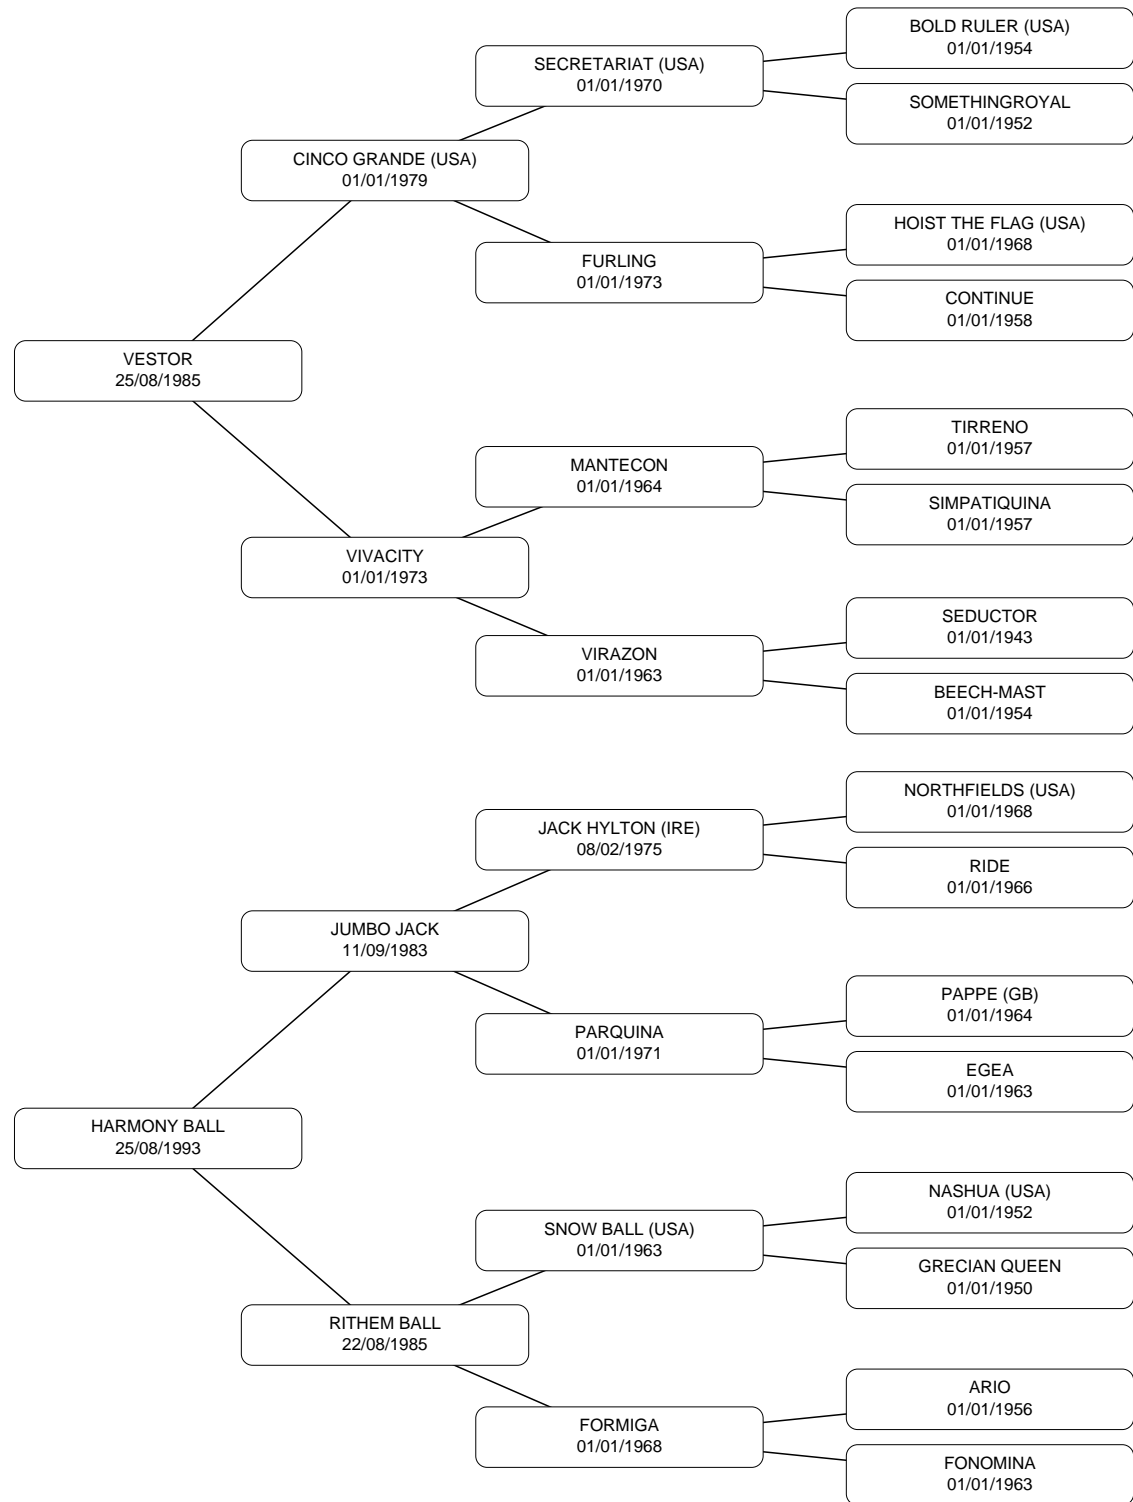 BOLD RULER (USA)
01/01/1954
SECRETARIAT (USA)
01/01/1970
SOMETHINGROYAL
01/01/1952
CINCO GRANDE (USA)
01/01/1979
HOIST THE FLAG (USA)
01/01/1968
FURLING
01/01/1973
CONTINUE
01/01/1958
VESTOR
25/08/1985
TIRRENO
01/01/1957
MANTECON
01/01/1964
SIMPATIQUINA
01/01/1957
VIVACITY
01/01/1973
SEDUCTOR
01/01/1943
VIRAZON
01/01/1963
BEECH-MAST
01/01/1954
NORTHFIELDS (USA)
01/01/1968
JACK HYLTON (IRE)
08/02/1975
RIDE
01/01/1966
JUMBO JACK
11/09/1983
PAPPE (GB)
01/01/1964
PARQUINA
01/01/1971
EGEA
01/01/1963
HARMONY BALL
25/08/1993
NASHUA (USA)
01/01/1952
SNOW BALL (USA)
01/01/1963
GRECIAN QUEEN
01/01/1950
RITHEM BALL
22/08/1985
ARIO
01/01/1956
FORMIGA
01/01/1968
FONOMINA
01/01/1963